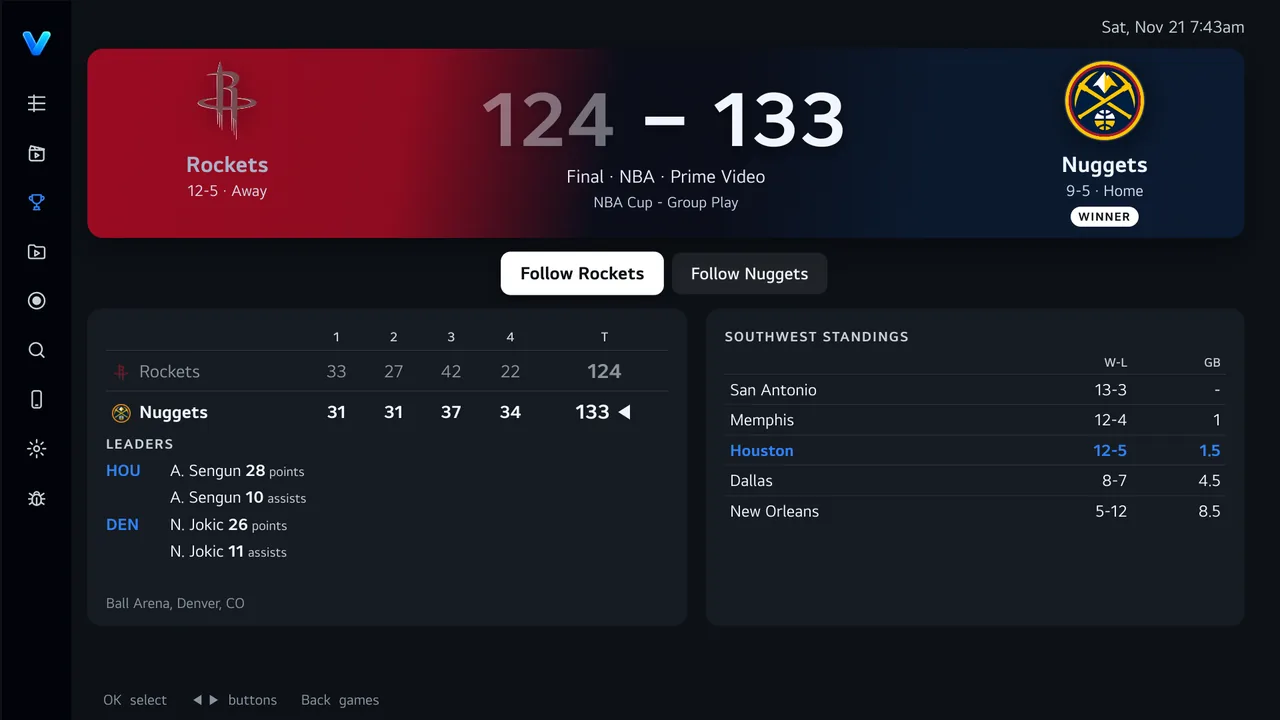 Sat, Nov 21 7:43am
Rockets
12-5 · Away
124 – 133
Final · NBA · Prime Video
NBA Cup - Group Play
Nuggets
9-5 · Home
WINNER
Follow Rockets
Follow Nuggets
1 2 3 4 T
Rockets 33 27 42 22 124
Nuggets 31 31 37 34 133 ◀
LEADERS
HOU A. Sengun 28 points
A. Sengun 10 assists
DEN N. Jokic 26 points
N. Jokic 11 assists
Ball Arena, Denver, CO
SOUTHWEST STANDINGS
W-L GB
San Antonio 13-3 -
Memphis 12-4 1
Houston 12-5 1.5
Dallas 8-7 4.5
New Orleans 5-12 8.5
OK select ◀ ▶ buttons Back games